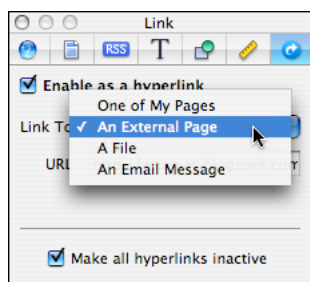 Link
RSS T
Enable as a hyperlink
One of My Pages
Link To ✓ An External Page
A File
URL
An Email Message
Make all hyperlinks inactive